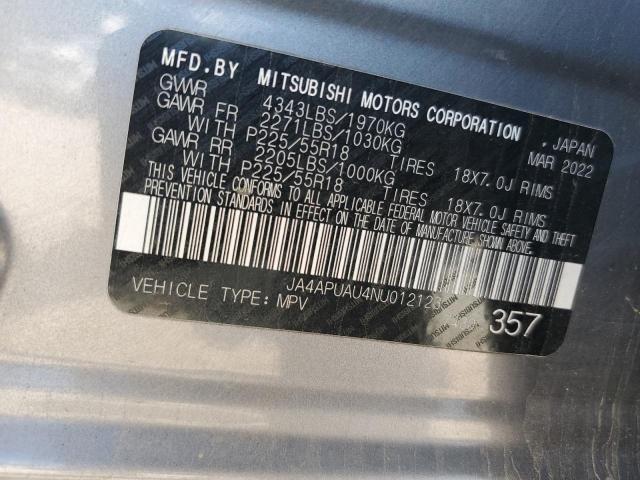 MFD.BY MITSUBISHI MOTORS CORPORATION JAPAN
GVWR 4343LBS/1970KG MAR 2022
GAWR FR 2271LBS/1030KG
WITH P225/55R18 TIRES 18X7.0J RIMS
GAWR RR 2205LBS/1000KG
WITH P225/55R18 TIRES 18X7.0J RIMS
THIS VEHICLE CONFORMS TO ALL APPLICABLE FEDERAL MOTOR VEHICLE SAFETY AND THEFT
PREVENTION STANDARDS IN EFFECT ON THE DATE OF MANUFACTURE SHOWN ABOVE.
VEHICLE TYPE: MPV
357